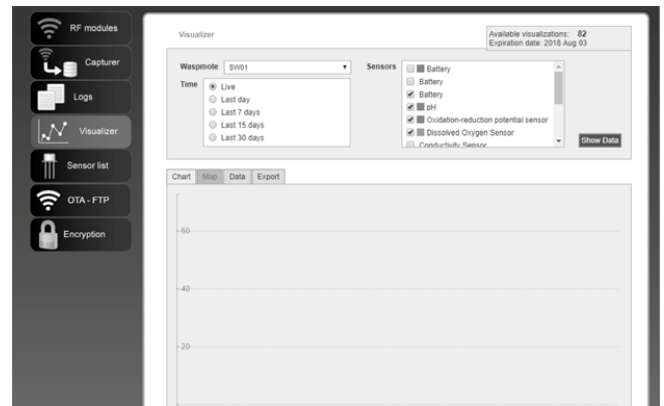 RF modules
Capturer
Logs
Visualizer
Sensor list
OTA - FTP
Encryption
Visualizer
Available visualizations: 82
Expiration date: 2018 Aug 03
Waspmote SW01
Sensors
Battery
Battery
Battery
pH
Oxidation-reduction potential sensor
Dissolved Oxygen Sensor
Conductivity Sensor
Time
Live
Last day
Last 7 days
Last 15 days
Last 30 days
Show Data
Chart Map Data Export
60
40
20